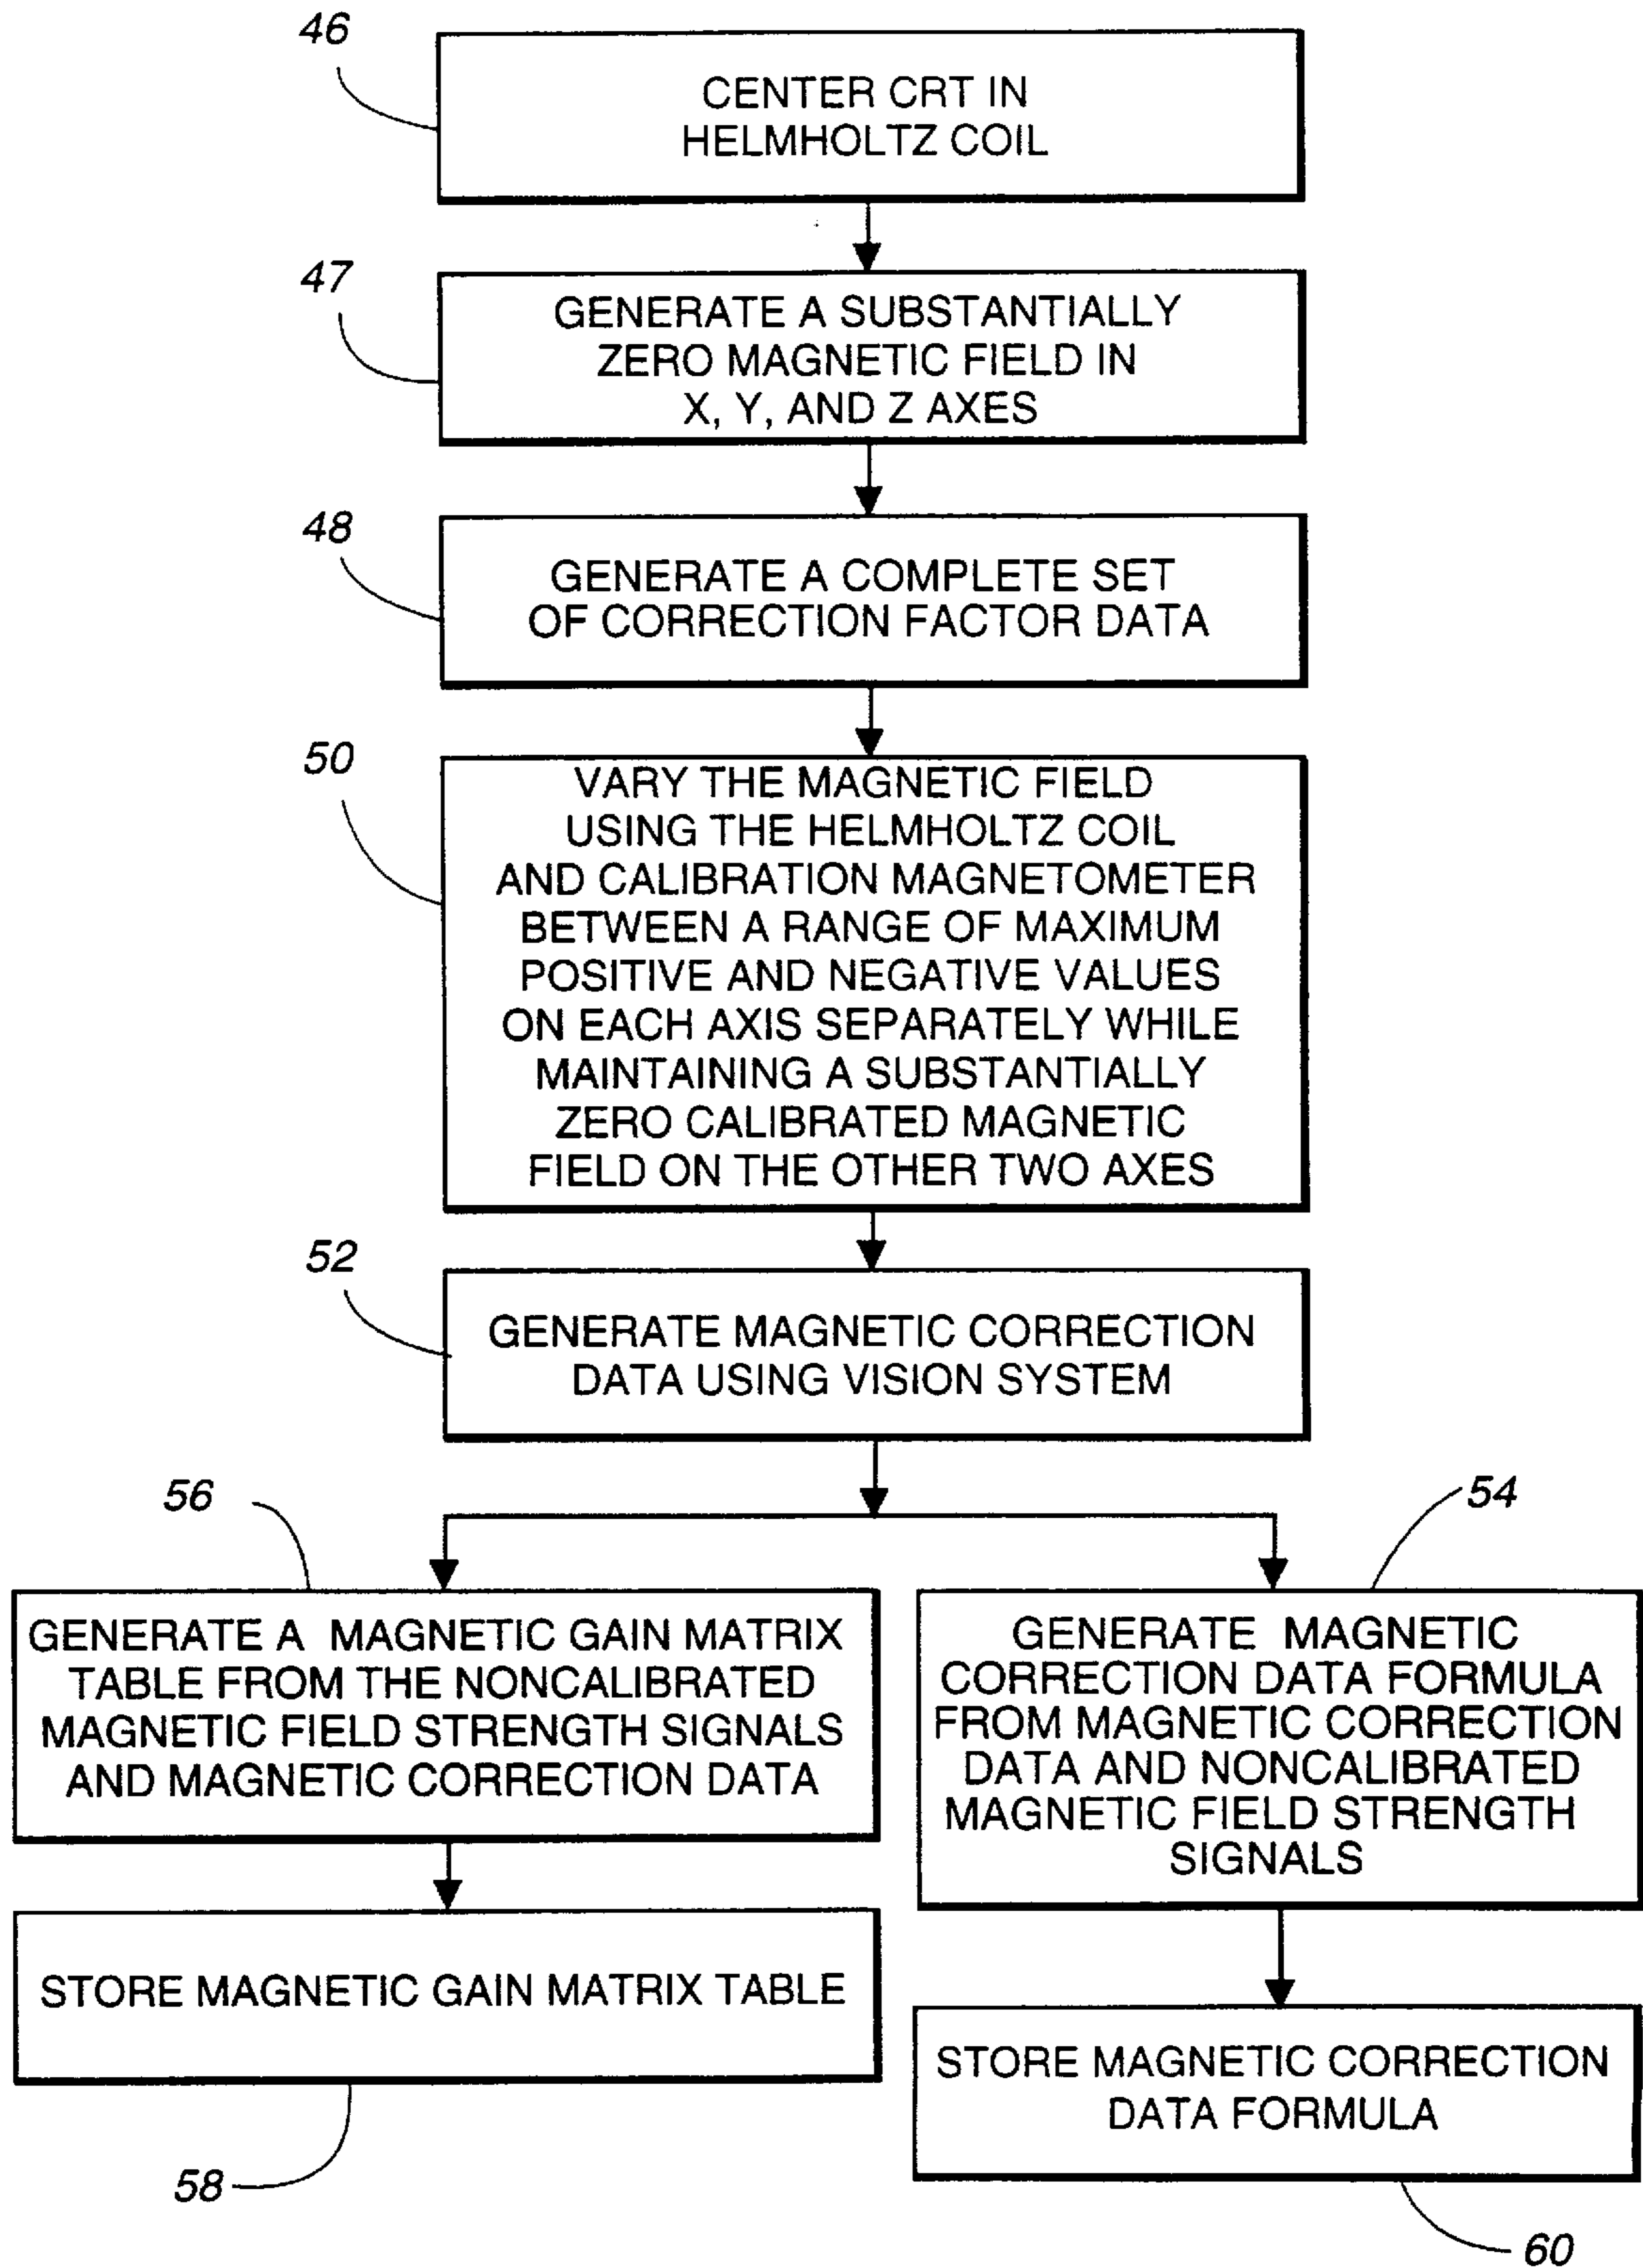 46
CENTER CRT IN
HELMHOLTZ COIL
47
GENERATE A SUBSTANTIALLY
ZERO MAGNETIC FIELD IN
X, Y, AND Z AXES
48
GENERATE A COMPLETE SET
OF CORRECTION FACTOR DATA
50
VARY THE MAGNETIC FIELD
USING THE HELMHOLTZ COIL
AND CALIBRATION MAGNETOMETER
BETWEEN A RANGE OF MAXIMUM
POSITIVE AND NEGATIVE VALUES
ON EACH AXIS SEPARATELY WHILE
MAINTAINING A SUBSTANTIALLY
ZERO CALIBRATED MAGNETIC
FIELD ON THE OTHER TWO AXES
52
GENERATE MAGNETIC CORRECTION
DATA USING VISION SYSTEM
56
GENERATE A MAGNETIC GAIN MATRIX
TABLE FROM THE NONCALIBRATED
MAGNETIC FIELD STRENGTH SIGNALS
AND MAGNETIC CORRECTION DATA
54
GENERATE MAGNETIC
CORRECTION DATA FORMULA
FROM MAGNETIC CORRECTION
DATA AND NONCALIBRATED
MAGNETIC FIELD STRENGTH
SIGNALS
STORE MAGNETIC GAIN MATRIX TABLE
58
STORE MAGNETIC CORRECTION
DATA FORMULA
60